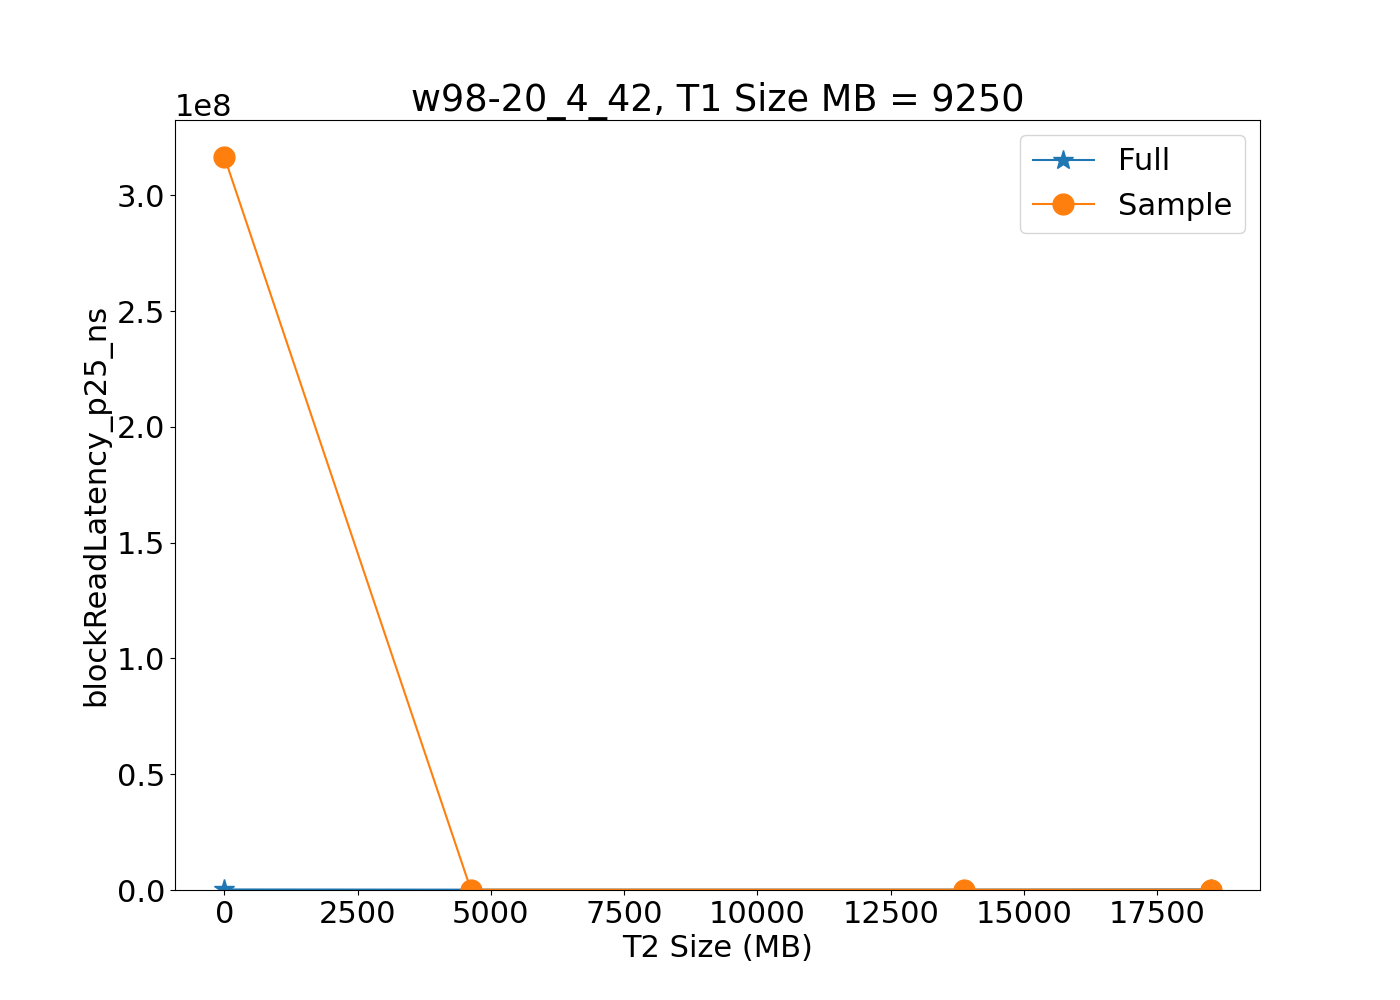 w98-20_4_42, T1 Size MB = 9250
1e8
Full
Sample
3.0
2.5
2.0
1.5
1.0
0.5
0.0
blockReadLatency_p25_ns
0 2500 5000 7500 10000 12500 15000 17500
T2 Size (MB)